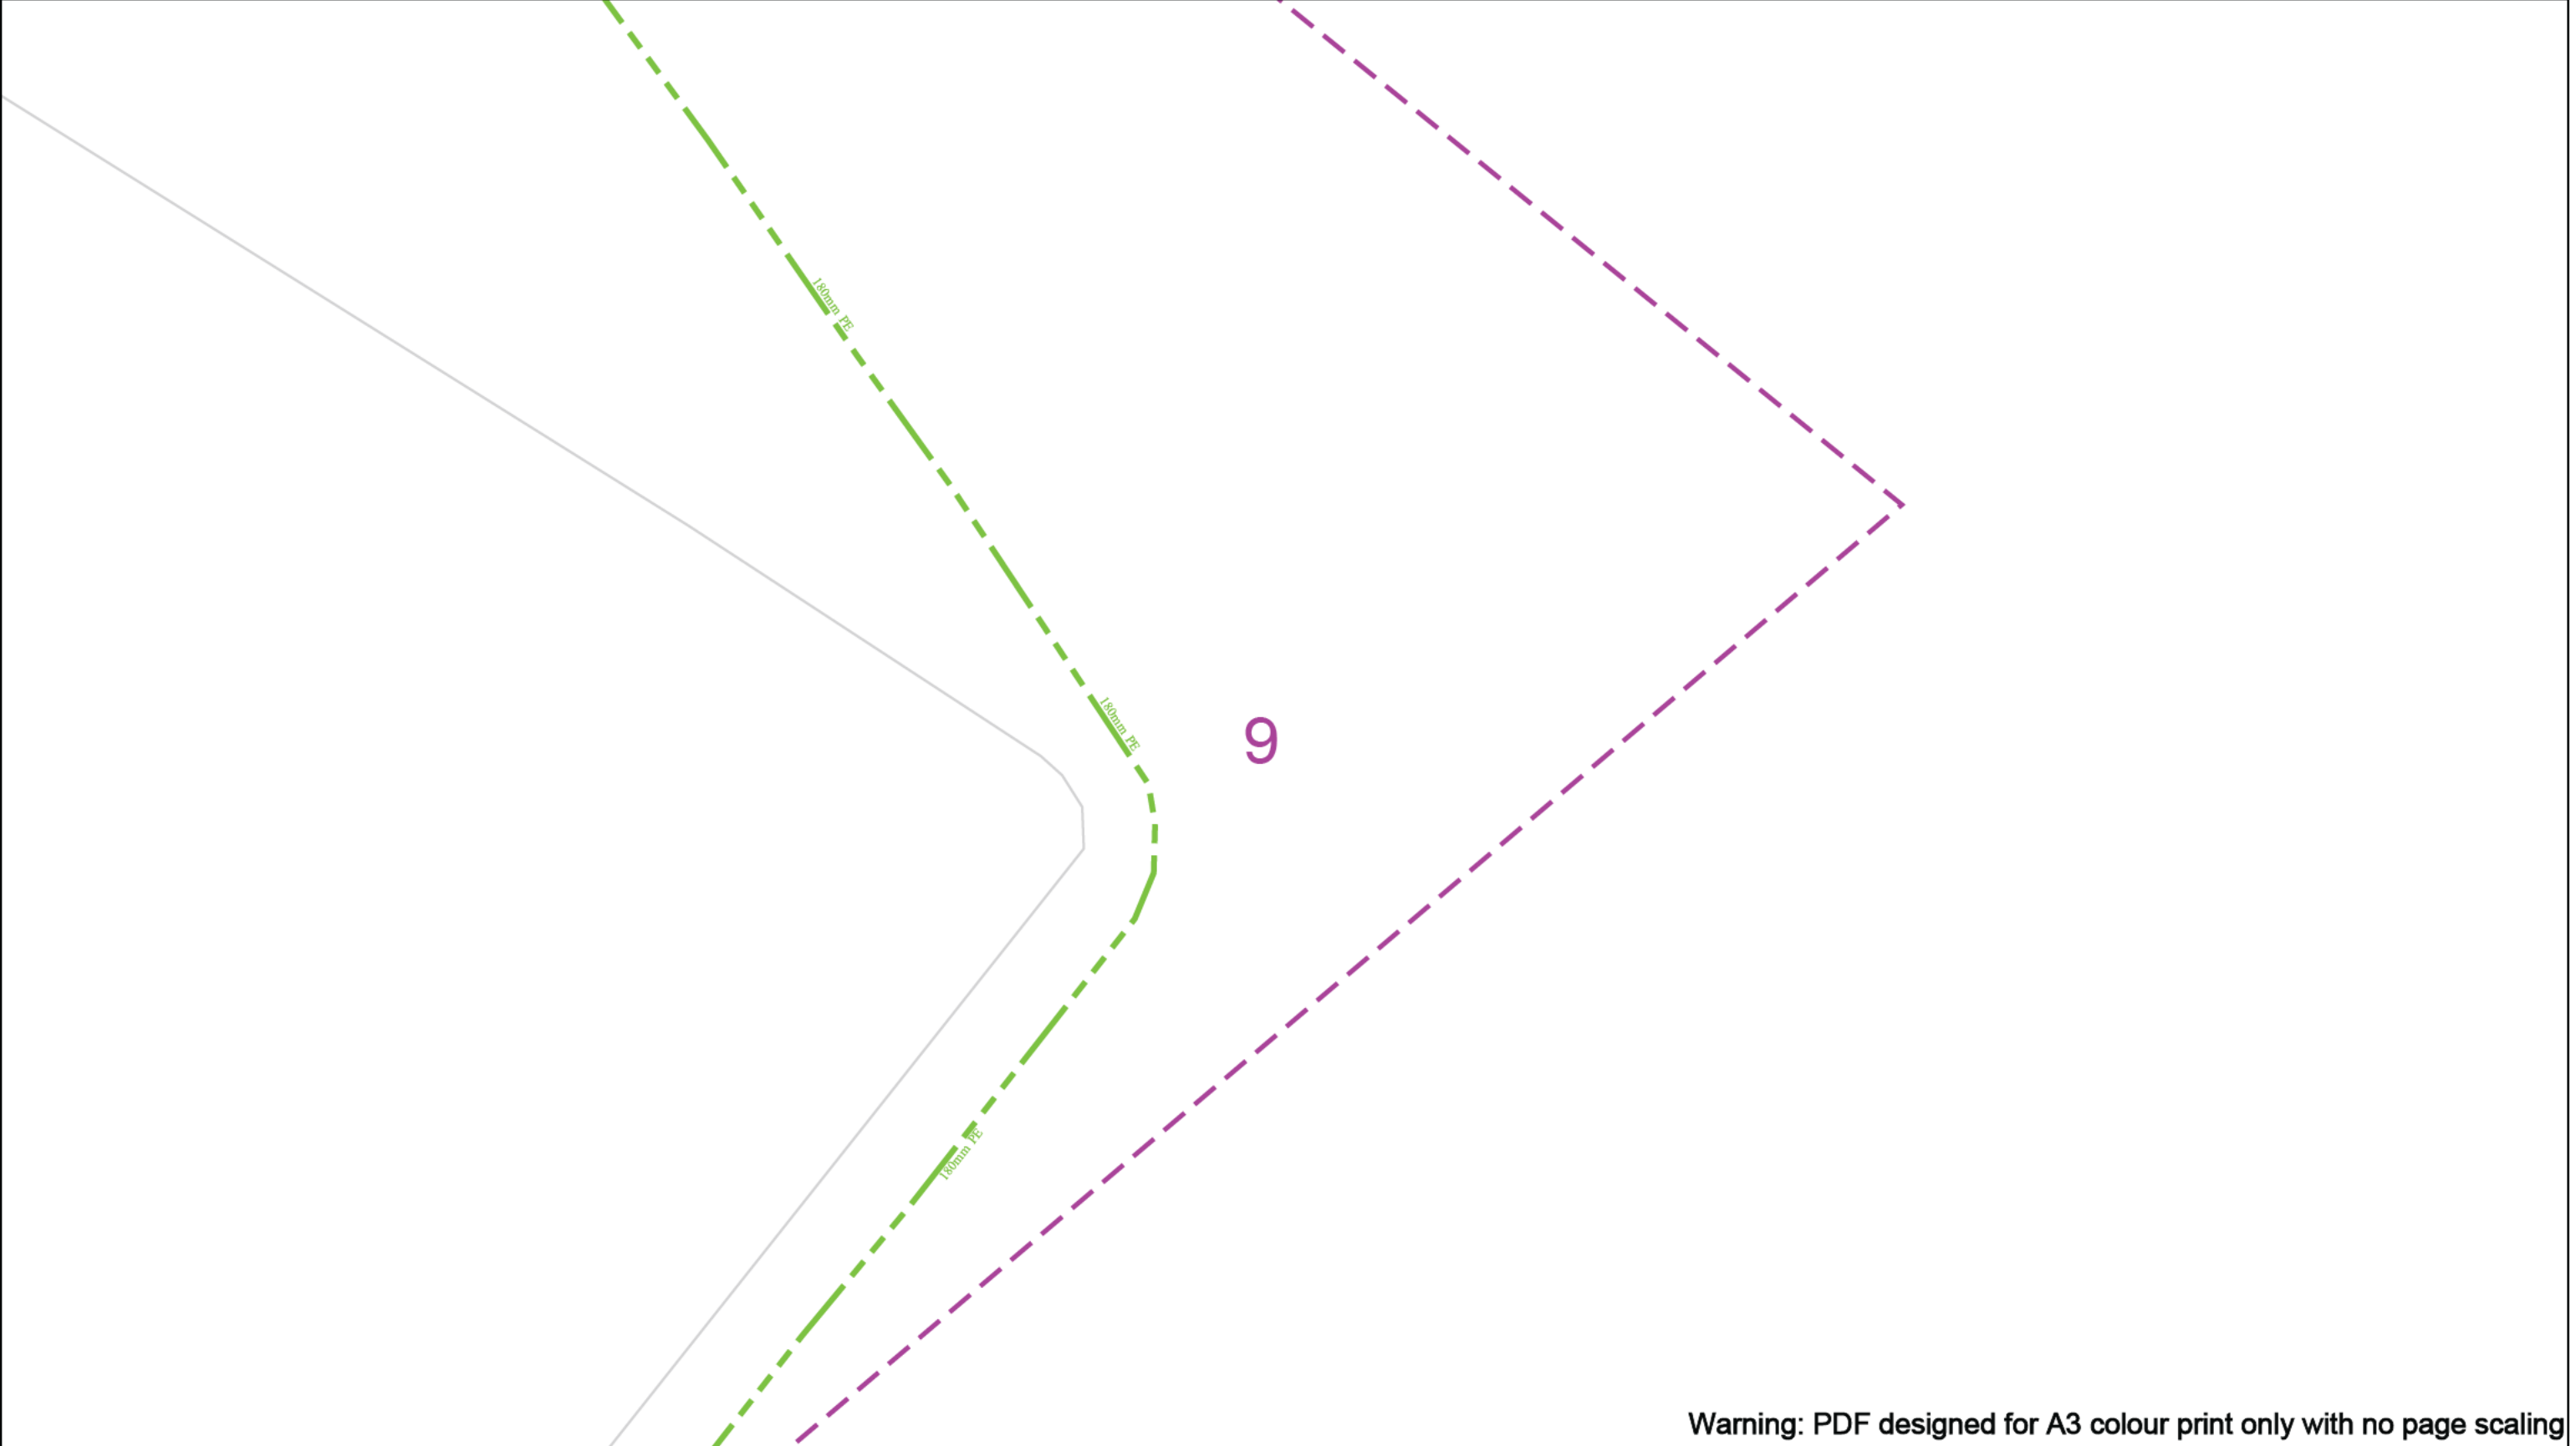 180mm PE
180mm PE
9
180mm PE
Warning: PDF designed for A3 colour print only with no page scaling